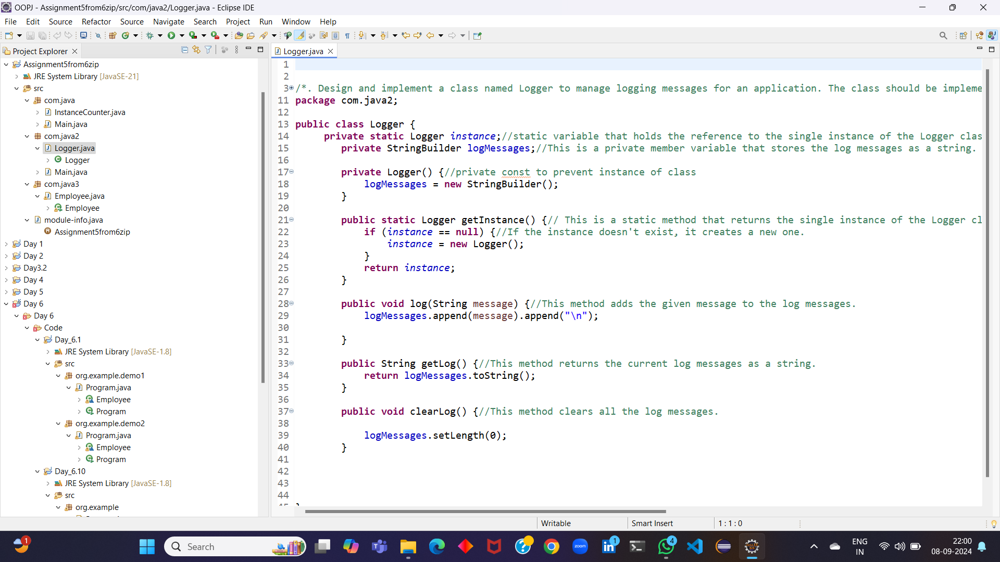 OOPJ - Assignment5from6zip/src/com/java2/Logger.java - Eclipse IDE
File Edit Source Refactor Source Navigate Search Project Run Window Help
Project Explorer
Assignment5from6zip
JRE System Library [JavaSE-21]
src
com.java
InstanceCounter.java
Main.java
com.java2
Logger.java
Logger
Main.java
com.java3
Employee.java
Employee
module-info.java
Assignment5from6zip
Day 1
Day 2
Day3.2
Day 4
Day 5
Day 6
Day 6
Code
Day_6.1
JRE System Library [JavaSE-1.8]
src
org.example.demo1
Program.java
Employee
Program
org.example.demo2
Program.java
Employee
Program
Day_6.10
JRE System Library [JavaSE-1.8]
src
org.example
Logger.java
1
2
3 /*. Design and implement a class named Logger to manage logging messages for an application. The class should be impleme
11 package com.java2;
12
13 public class Logger {
14 private static Logger instance;//static variable that holds the reference to the single instance of the Logger clas
15 private StringBuilder logMessages;//This is a private member variable that stores the log messages as a string.
16
17 private Logger() {//private const to prevent instance of class
18 logMessages = new StringBuilder();
19 }
20
21 public static Logger getInstance() {// This is a static method that returns the single instance of the Logger cl
22 if (instance == null) {//If the instance doesn't exist, it creates a new one.
23 instance = new Logger();
24 }
25 return instance;
26 }
27
28 public void log(String message) {//This method adds the given message to the log messages.
29 logMessages.append(message).append("\n");
30
31 }
32
33 public String getLog() {//This method returns the current log messages as a string.
34 return logMessages.toString();
35 }
36
37 public void clearLog() {//This method clears all the log messages.
38
39 logMessages.setLength(0);
40 }
41
42
43
44
Writable Smart Insert 1 : 1 : 0
1
Search
zoom
1
4
ENG
IN
22:00
08-09-2024